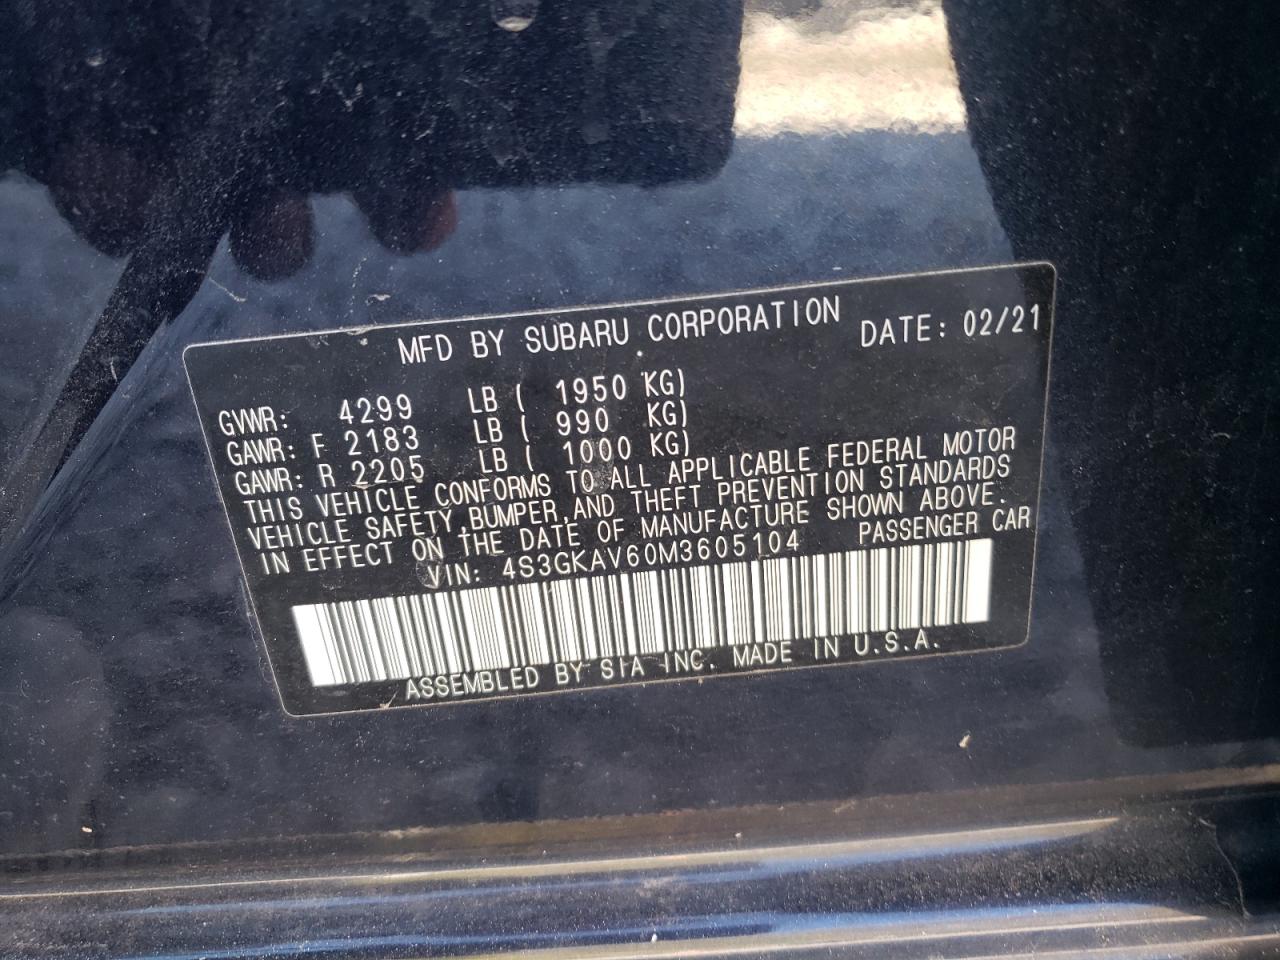 MFD BY SUBARU CORPORATION DATE: 02/21
GVWR: 4299 LB ( 1950 KG)
GAWR: F 2183 LB ( 990 KG)
GAWR: R 2205 LB ( 1000 KG)
THIS VEHICLE CONFORMS TO ALL APPLICABLE FEDERAL MOTOR
VEHICLE SAFETY, BUMPER, AND THEFT PREVENTION STANDARDS
IN EFFECT ON THE DATE OF MANUFACTURE SHOWN ABOVE.
VIN: 4S3GKAV60M3605104 PASSENGER CAR
ASSEMBLED BY SIA INC. MADE IN U.S.A.